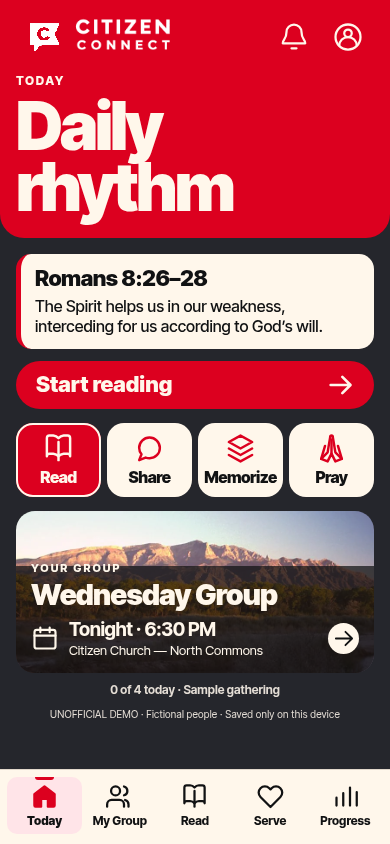 CITIZEN
CONNECT
TODAY
Daily
rhythm
Romans 8:26–28
The Spirit helps us in our weakness,
interceding for us according to God's will.
Start reading
Read
Share
Memorize
Pray
YOUR GROUP
Wednesday Group
Tonight · 6:30 PM
Citizen Church — North Commons
0 of 4 today · Sample gathering
UNOFFICIAL DEMO · Fictional people · Saved only on this device
Today
My Group
Read
Serve
Progress